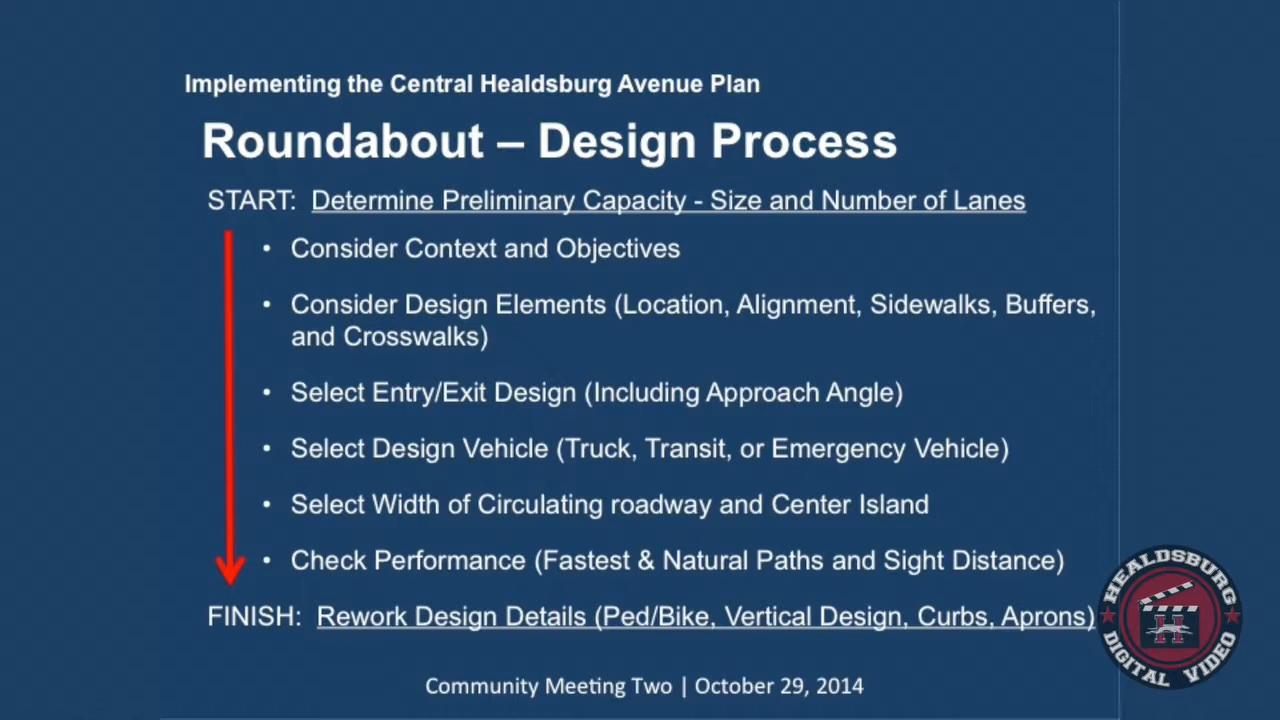 Implementing the Central Healdsburg Avenue Plan
Roundabout – Design Process
START: Determine Preliminary Capacity - Size and Number of Lanes
• Consider Context and Objectives
• Consider Design Elements (Location, Alignment, Sidewalks, Buffers,
and Crosswalks)
• Select Entry/Exit Design (Including Approach Angle)
• Select Design Vehicle (Truck, Transit, or Emergency Vehicle)
• Select Width of Circulating roadway and Center Island
• Check Performance (Fastest & Natural Paths and Sight Distance)
FINISH: Rework Design Details (Ped/Bike, Vertical Design, Curbs, Aprons)
Community Meeting Two | October 29, 2014
HEALDSBURG
H
DIGITAL VIDEO